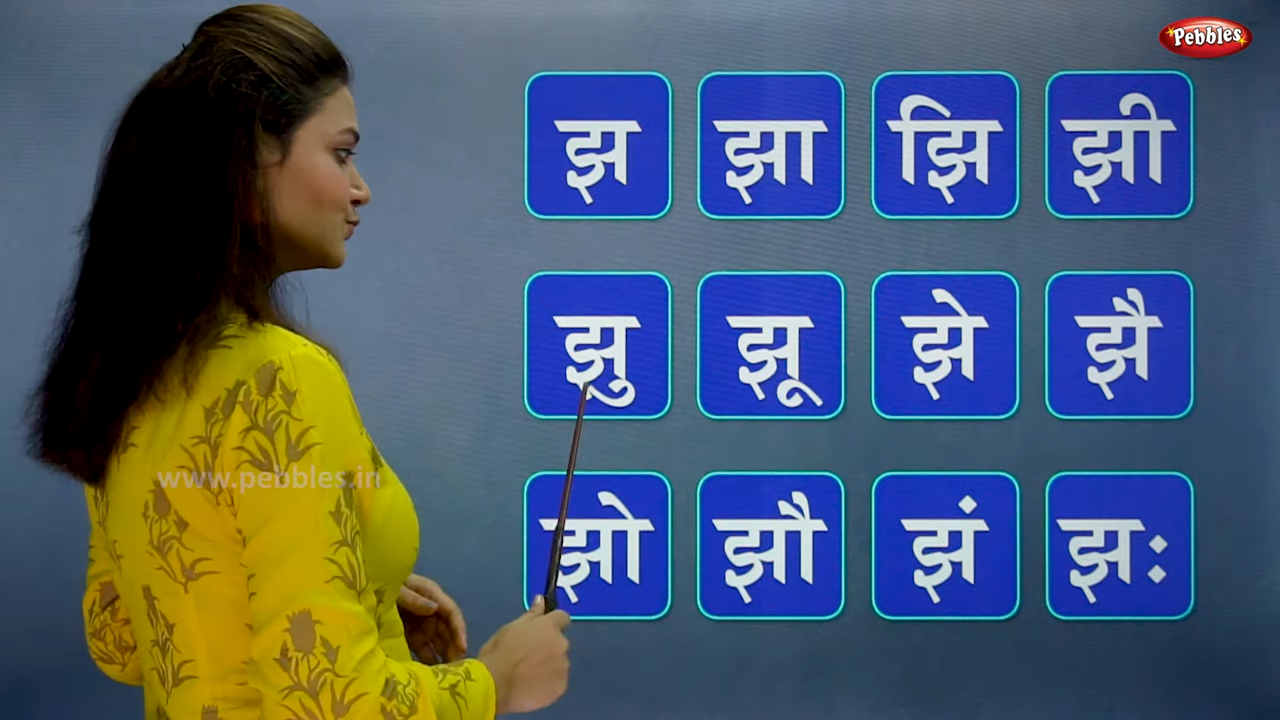 Pebbles
झ झा झि झी
झु झू झे झै
www.pebbles.in
झो झौ झं झः